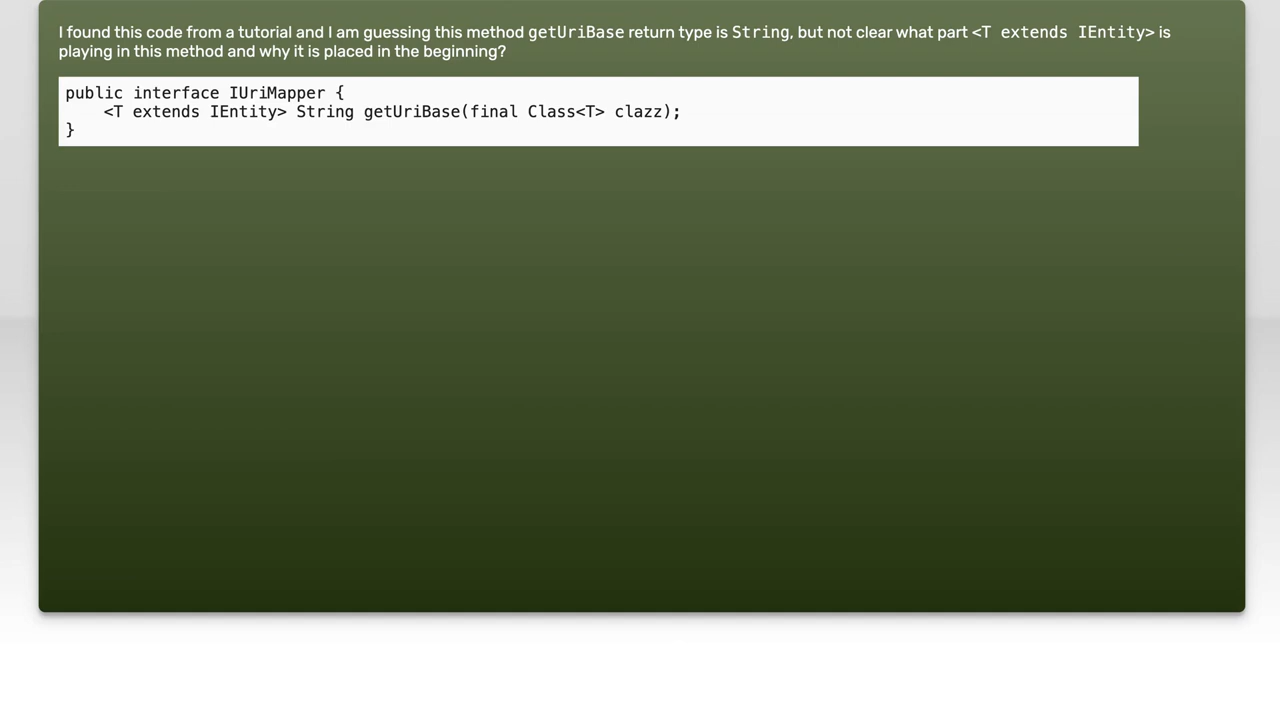 I found this code from a tutorial and I am guessing this method getUriBase return type is String, but not clear what part <T extends IEntity> is
playing in this method and why it is placed in the beginning?
public interface IUriMapper {
    <T extends IEntity> String getUriBase(final Class<T> clazz);
}